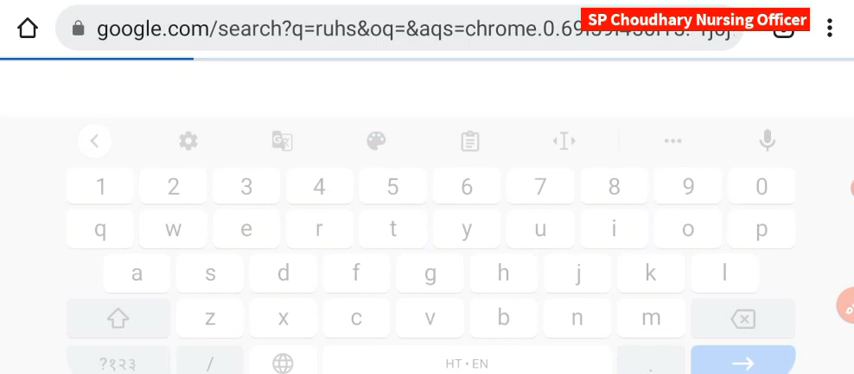 google.com/search?q=ruhs&oq=&aqs=chrome.0.69
SP Choudhary Nursing Officer
1 2 3 4 5 6 7 8 9 0
q w e r t y u i o p
a s d f g h j k l
z x c v b n m
?१२३ / HT • EN .